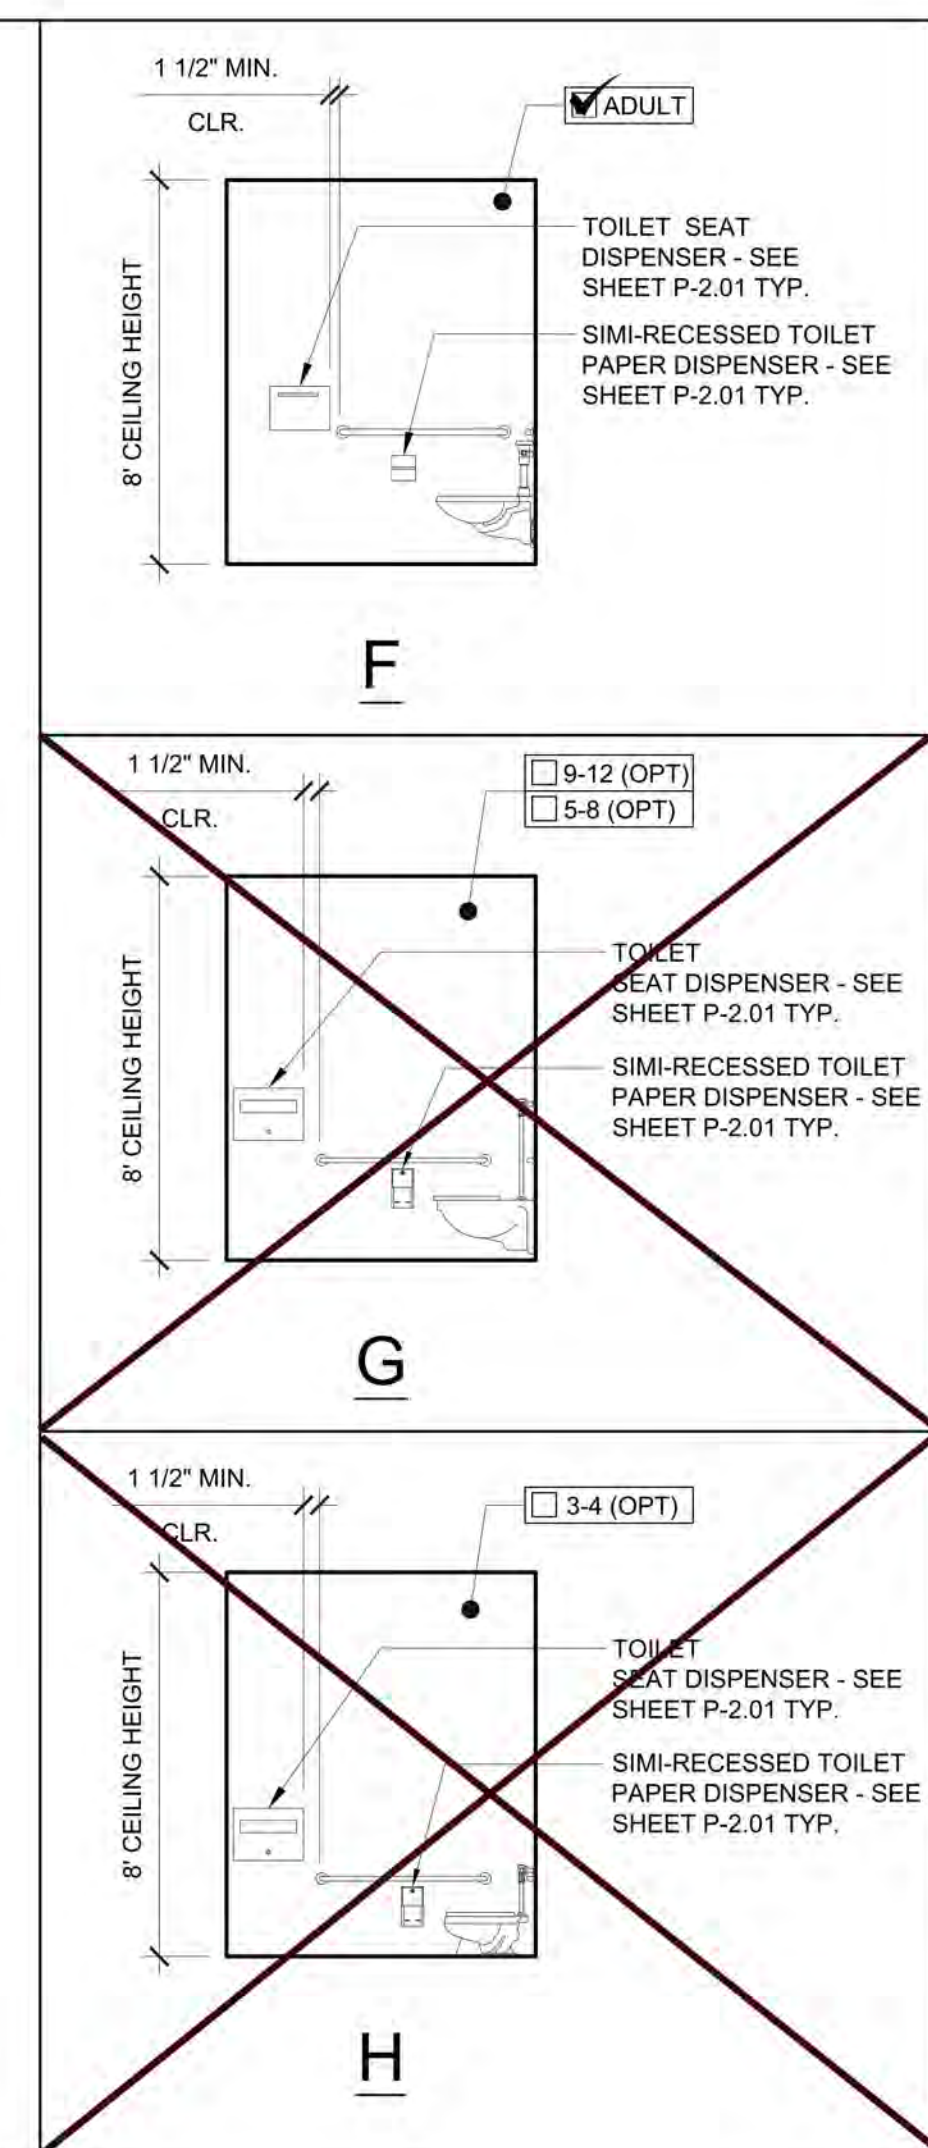 1 1/2" MIN.
CLR.
ADULT
8' CEILING HEIGHT
TOILET SEAT
DISPENSER - SEE
SHEET P-2.01 TYP.
SIMI-RECESSED TOILET
PAPER DISPENSER - SEE
SHEET P-2.01 TYP.
F
1 1/2" MIN.
CLR.
9-12 (OPT)
5-8 (OPT)
8' CEILING HEIGHT
TOILET
SEAT DISPENSER - SEE
SHEET P-2.01 TYP.
SIMI-RECESSED TOILET
PAPER DISPENSER - SEE
SHEET P-2.01 TYP.
G
1 1/2" MIN.
CLR.
3-4 (OPT)
8' CEILING HEIGHT
TOILET
SEAT DISPENSER - SEE
SHEET P-2.01 TYP.
SIMI-RECESSED TOILET
PAPER DISPENSER - SEE
SHEET P-2.01 TYP.
H